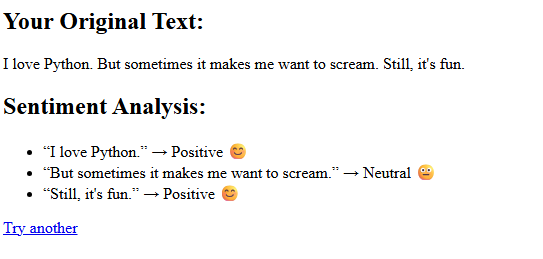 Your Original Text:
I love Python. But sometimes it makes me want to scream. Still, it's fun.
Sentiment Analysis:
• “I love Python.” → Positive 😊
• “But sometimes it makes me want to scream.” → Neutral 😐
• “Still, it's fun.” → Positive 😊
Try another